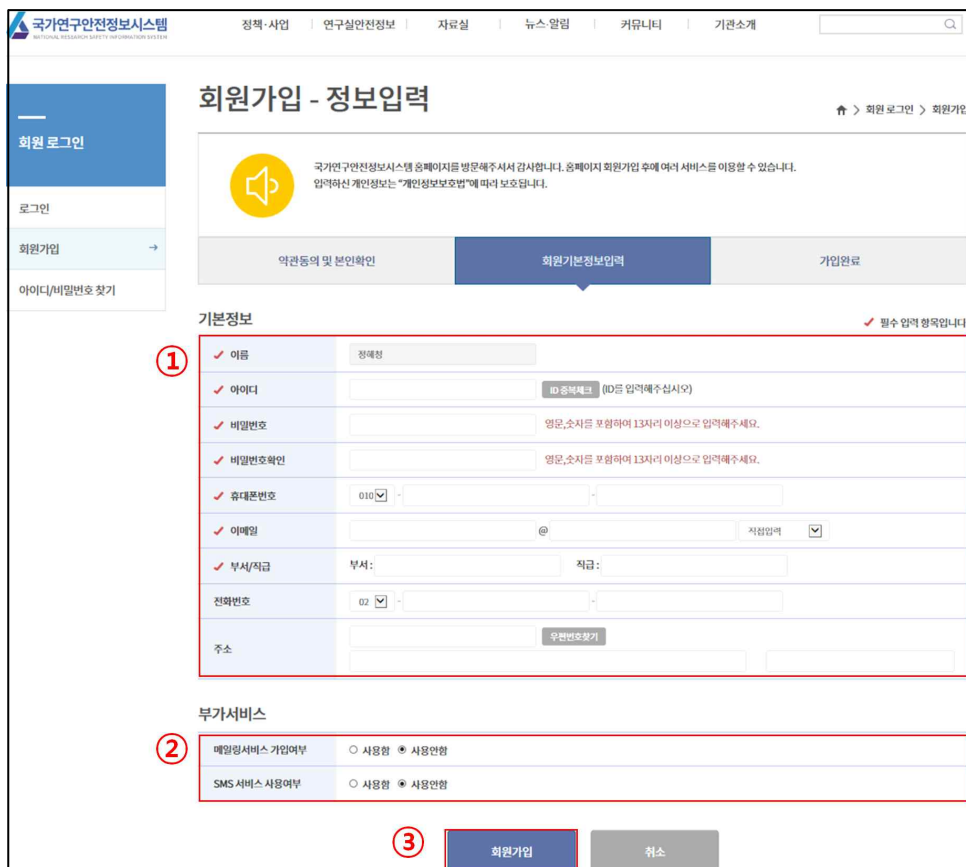 국가연구안전정보시스템
NATIONAL RESEARCH SAFETY INFORMATION SYSTEM
정책·사업 연구실안전정보 자료실 뉴스·알림 커뮤니티 기관소개
회원가입 - 정보입력
회원 로그인 > 회원가입
회원 로그인
로그인
회원가입 →
아이디/비밀번호 찾기
국가연구안전정보시스템 홈페이지를 방문해주셔서 감사합니다. 홈페이지 회원가입 후에 여러 서비스를 이용할 수 있습니다.
입력하신 개인정보는 "개인정보보호법"에 따라 보호됩니다.
약관동의 및 본인확인 회원기본정보입력 가입완료
기본정보
필수 입력 항목입니다
①
이름 정혜청
아이디 ID 중복체크 (ID를 입력해주십시오)
비밀번호 영문,숫자를 포함하여 13자리 이상으로 입력해주세요.
비밀번호확인 영문,숫자를 포함하여 13자리 이상으로 입력해주세요.
휴대폰번호 010 - -
이메일 @ 직접입력
부서/직급 부서 : 직급 :
전화번호 02 - -
주소 우편번호찾기
부가서비스
②
메일링서비스 가입여부 사용함 사용안함
SMS 서비스 사용여부 사용함 사용안함
③ 회원가입 취소